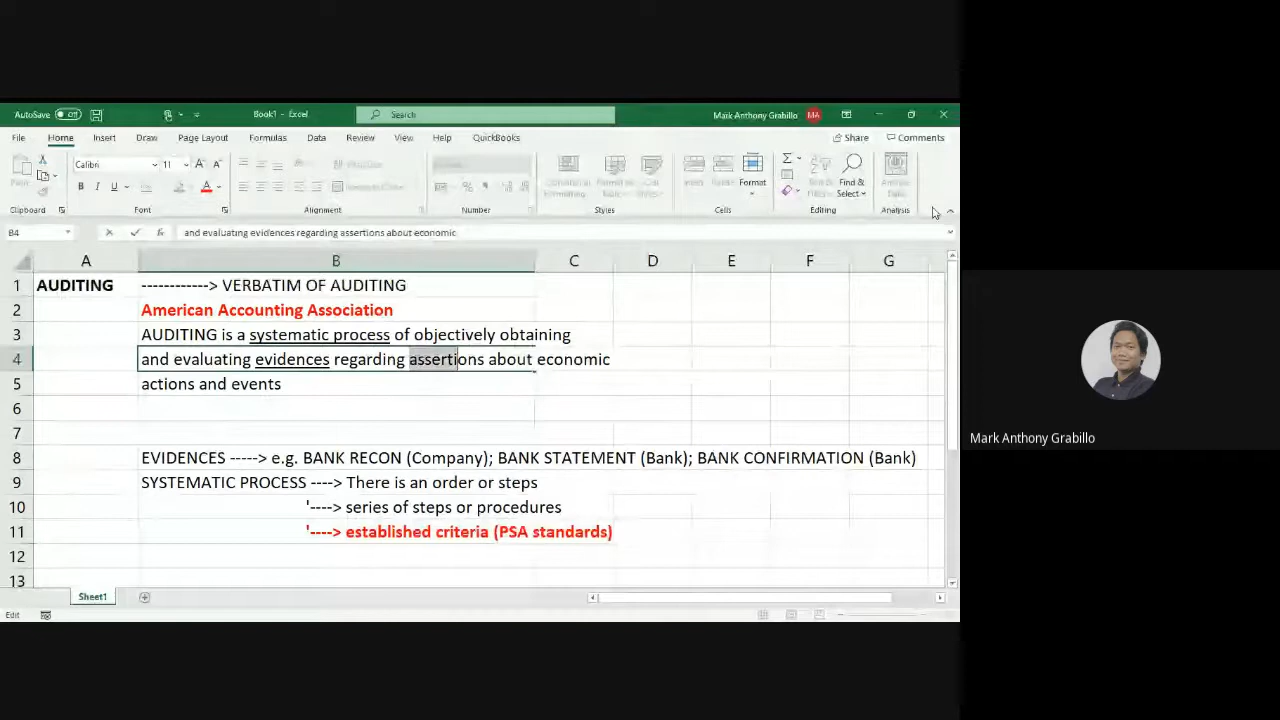 AutoSave Off Book1 - Excel Search Mark Anthony Grabillo MA
File Home Insert Draw Page Layout Formulas Data Review View Help QuickBooks Share Comments
Calibri 11 A A
B I U A Format Find &
Select
Clipboard Font Alignment Number Styles Cells Editing Analysis
B4 fx and evaluating evidences regarding assertions about economic
A B C D E F G
1 AUDITING ------------> VERBATIM OF AUDITING
2 American Accounting Association
3 AUDITING is a systematic process of objectively obtaining
4 and evaluating evidences regarding assertions about economic
5 actions and events
6
7
8 EVIDENCES -----> e.g. BANK RECON (Company); BANK STATEMENT (Bank); BANK CONFIRMATION (Bank)
9 SYSTEMATIC PROCESS ----> There is an order or steps
10 '----> series of steps or procedures
11 '----> established criteria (PSA standards)
12
13
Sheet1
Edit
Mark Anthony Grabillo